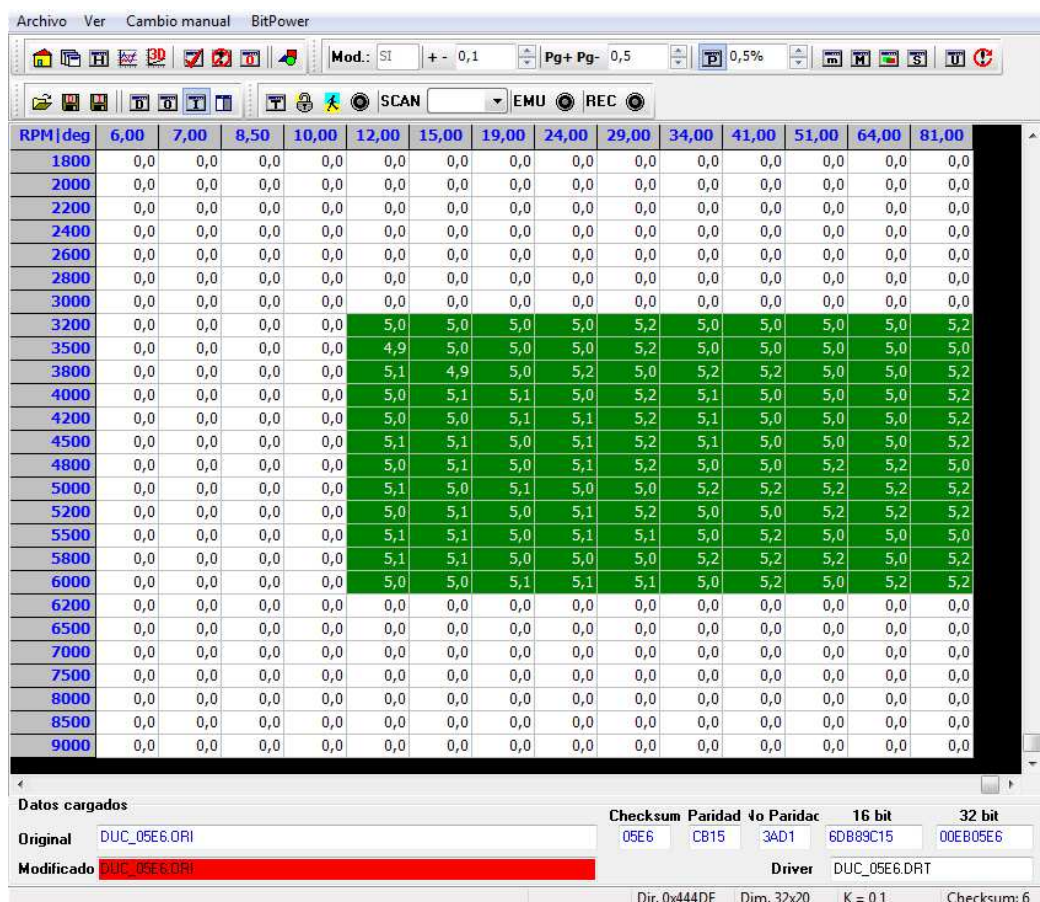 Archivo Ver Cambio manual BitPower
Mod.: SI + - 0,1 Pg+ Pg- 0,5 P 0,5%
SCAN EMU REC
RPM|deg 6,00 7,00 8,50 10,00 12,00 15,00 19,00 24,00 29,00 34,00 41,00 51,00 64,00 81,00
1800 0,0 0,0 0,0 0,0 0,0 0,0 0,0 0,0 0,0 0,0 0,0 0,0 0,0 0,0
2000 0,0 0,0 0,0 0,0 0,0 0,0 0,0 0,0 0,0 0,0 0,0 0,0 0,0 0,0
2200 0,0 0,0 0,0 0,0 0,0 0,0 0,0 0,0 0,0 0,0 0,0 0,0 0,0 0,0
2400 0,0 0,0 0,0 0,0 0,0 0,0 0,0 0,0 0,0 0,0 0,0 0,0 0,0 0,0
2600 0,0 0,0 0,0 0,0 0,0 0,0 0,0 0,0 0,0 0,0 0,0 0,0 0,0 0,0
2800 0,0 0,0 0,0 0,0 0,0 0,0 0,0 0,0 0,0 0,0 0,0 0,0 0,0 0,0
3000 0,0 0,0 0,0 0,0 0,0 0,0 0,0 0,0 0,0 0,0 0,0 0,0 0,0 0,0
3200 0,0 0,0 0,0 0,0 5,0 5,0 5,0 5,0 5,2 5,0 5,0 5,0 5,0 5,2
3500 0,0 0,0 0,0 0,0 4,9 5,0 5,0 5,0 5,2 5,0 5,0 5,0 5,0 5,0
3800 0,0 0,0 0,0 0,0 5,1 4,9 5,0 5,2 5,0 5,2 5,2 5,0 5,0 5,2
4000 0,0 0,0 0,0 0,0 5,0 5,1 5,1 5,0 5,2 5,1 5,0 5,0 5,0 5,2
4200 0,0 0,0 0,0 0,0 5,0 5,0 5,1 5,1 5,2 5,1 5,0 5,0 5,0 5,2
4500 0,0 0,0 0,0 0,0 5,1 5,1 5,0 5,1 5,2 5,1 5,0 5,0 5,0 5,2
4800 0,0 0,0 0,0 0,0 5,0 5,1 5,0 5,1 5,2 5,0 5,0 5,2 5,2 5,0
5000 0,0 0,0 0,0 0,0 5,1 5,0 5,1 5,0 5,0 5,2 5,2 5,2 5,2 5,2
5200 0,0 0,0 0,0 0,0 5,0 5,1 5,0 5,1 5,2 5,0 5,0 5,2 5,2 5,2
5500 0,0 0,0 0,0 0,0 5,1 5,1 5,0 5,1 5,1 5,0 5,2 5,0 5,2 5,0
5800 0,0 0,0 0,0 0,0 5,1 5,1 5,0 5,0 5,0 5,2 5,2 5,2 5,0 5,2
6000 0,0 0,0 0,0 0,0 5,0 5,0 5,1 5,1 5,1 5,0 5,2 5,0 5,2 5,2
6200 0,0 0,0 0,0 0,0 0,0 0,0 0,0 0,0 0,0 0,0 0,0 0,0 0,0 0,0
6500 0,0 0,0 0,0 0,0 0,0 0,0 0,0 0,0 0,0 0,0 0,0 0,0 0,0 0,0
7000 0,0 0,0 0,0 0,0 0,0 0,0 0,0 0,0 0,0 0,0 0,0 0,0 0,0 0,0
7500 0,0 0,0 0,0 0,0 0,0 0,0 0,0 0,0 0,0 0,0 0,0 0,0 0,0 0,0
8000 0,0 0,0 0,0 0,0 0,0 0,0 0,0 0,0 0,0 0,0 0,0 0,0 0,0 0,0
8500 0,0 0,0 0,0 0,0 0,0 0,0 0,0 0,0 0,0 0,0 0,0 0,0 0,0 0,0
9000 0,0 0,0 0,0 0,0 0,0 0,0 0,0 0,0 0,0 0,0 0,0 0,0 0,0 0,0
Datos cargados
Checksum Paridad Paridac 16 bit 32 bit
Original DUC_05E6.ORI 05E6 CB15 3AD1 6DB89C15 00EB05E6
Modificado DUC_05E6.ORI Driver DUC_05E6.DRT
Dir. 0x444DF Dim. 32x20 K = 0.1 Checksum: 6